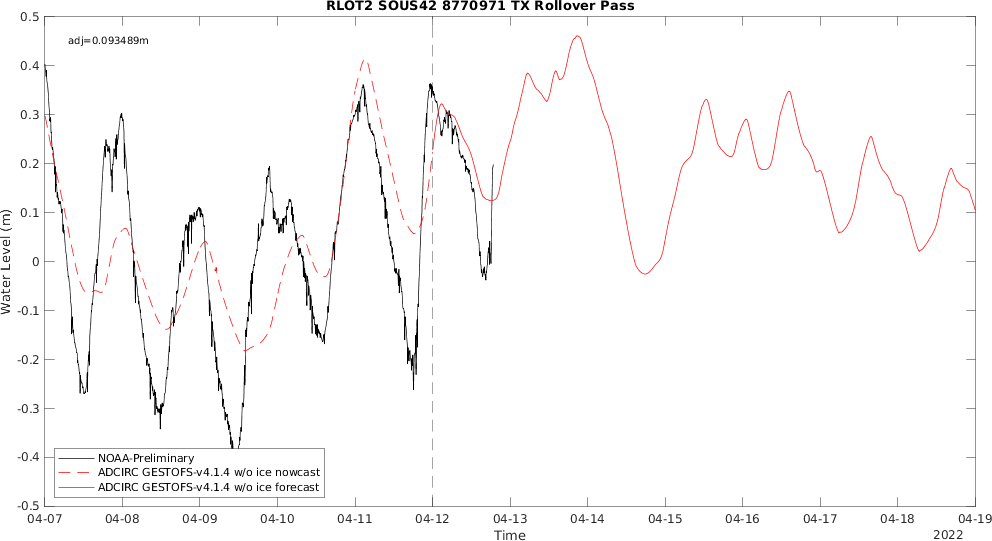 RLOT2 SOUS42 8770971 TX Rollover Pass
adj=0.093489m
0.5
0.4
0.3
0.2
0.1
0
-0.1
-0.2
-0.3
-0.4
-0.5
Water Level (m)
NOAA-Preliminary
ADCIRC GESTOFS-v4.1.4 w/o ice nowcast
ADCIRC GESTOFS-v4.1.4 w/o ice forecast
04-07 04-08 04-09 04-10 04-11 04-12 04-13 04-14 04-15 04-16 04-17 04-18 04-19
Time
2022